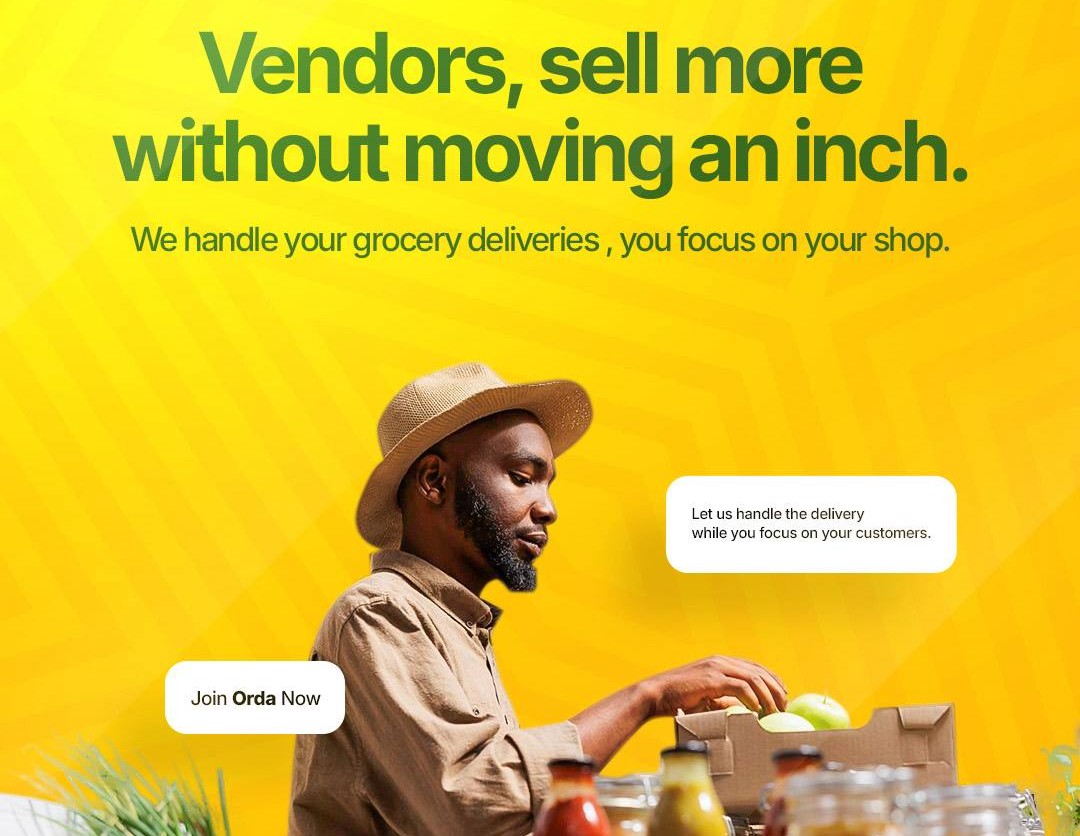 Vendors, sell more
without moving an inch.
We handle your grocery deliveries , you focus on your shop.
Let us handle the delivery
while you focus on your customers.
Join Orda Now